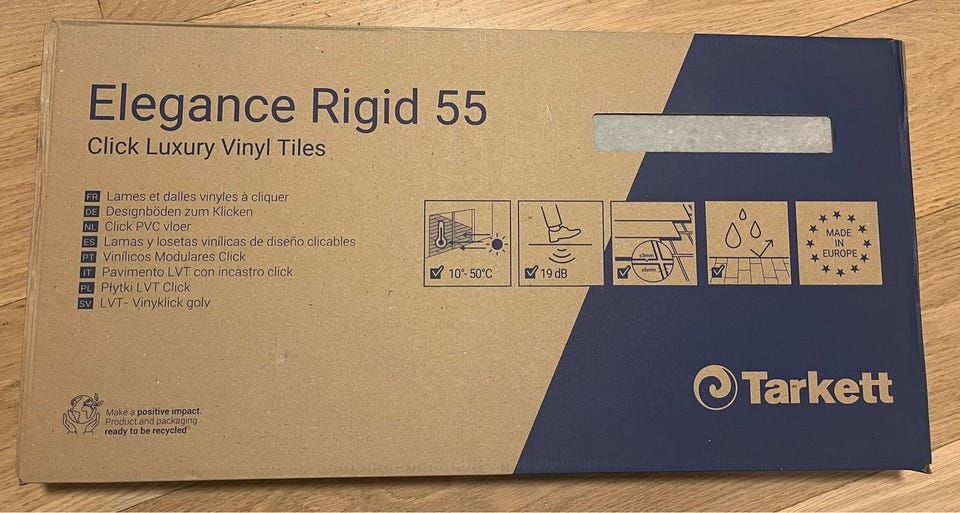 Elegance Rigid 55
Click Luxury Vinyl Tiles
FR Lames et dalles vinyles à cliquer
DE Designböden zum Klicken
NL Click PVC vloer
ES Lamas y losetas vinílicas de diseño clicables
PT Vinílicos Modulares Click
IT Pavimento LVT con incastro click
PL Płytki LVT Click
SV LVT- Vinyklick golv
10°- 50°C
19 dB
MADE
IN
EUROPE
Tarkett
Make a positive impact.
Product and packaging
ready to be recycled